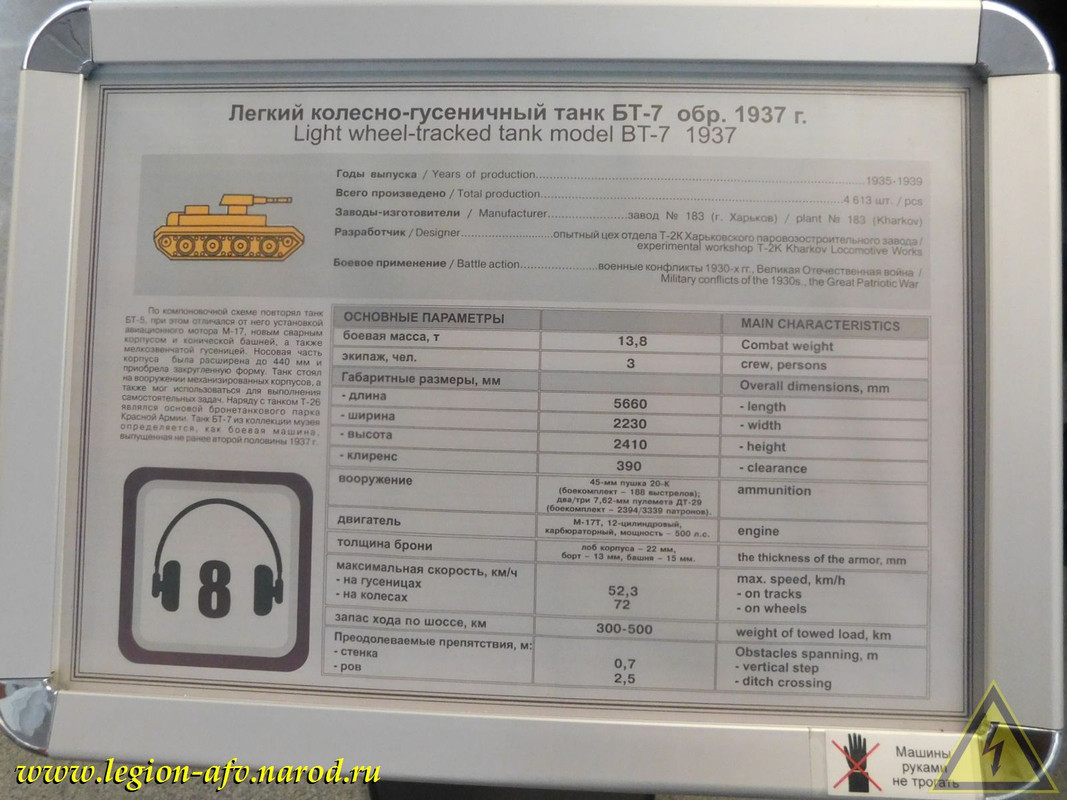 Легкий колесно-гусеничный танк БТ-7 обр. 1937 г.
Light wheel-tracked tank model BT-7 1937
Годы выпуска / Years of production...1935-1939
Всего произведено / Total production...4 613 шт. / pcs
Заводы-изготовители / Manufacturer...завод № 183 (г. Харьков) / plant № 183 (Kharkov)
Разработчик / Designer...опытный цех отдела Т-2К Харьковского паровозостроительного завода /
experimental workshop T-2K Kharkov Locomotive Works
Боевое применение / Battle action...военные конфликты 1930-х гг., Великая Отечественная война /
Military conflicts of the 1930s., the Great Patriotic War
По компоновочной схеме повторял танк
БТ-5, при этом отличался от него установкой
авиационного мотора М-17, новым сварным
корпусом и конической башней, а также
мелкозвенчатой гусеницей. Носовая часть
корпуса была расширена до 440 мм и
приобрела закругленную форму. Танк стоял
на вооружении механизированных корпусов, а
также мог использоваться для выполнения
самостоятельных задач. Наряду с танком Т-26
являлся основой бронетанкового парка
Красной Армии. Танк БТ-7 из коллекции музея
определяется, как боевая машина,
выпущенная не ранее второй половины 1937 г.
8
ОСНОВНЫЕ ПАРАМЕТРЫ MAIN CHARACTERISTICS
боевая масса, т 13,8 Combat weight
экипаж, чел. 3 crew, persons
Габаритные размеры, мм Overall dimensions, mm
- длина 5660 - length
- ширина 2230 - width
- высота 2410 - height
- клиренс 390 - clearance
вооружение 45-мм пушка 20-К ammunition
(боекомплект – 188 выстрелов);
два/три 7,62-мм пулемета ДТ-29
(боекомплект – 2394/3339 патронов).
двигатель М-17Т, 12-цилиндровый, engine
карбюраторный, мощность – 500 л.с.
толщина брони лоб корпуса – 22 мм, the thickness of the armor, mm
борт – 13 мм, башня – 15 мм.
максимальная скорость, км/ч max. speed, km/h
- на гусеницах 52,3 - on tracks
- на колесах 72 - on wheels
запас хода по шоссе, км 300-500 weight of towed load, km
Преодолеваемые препятствия, м: Obstacles spanning, m
- стенка 0,7 - vertical step
- ров 2,5 - ditch crossing
Машины
руками
не трогать
www.legion-afv.narod.ru